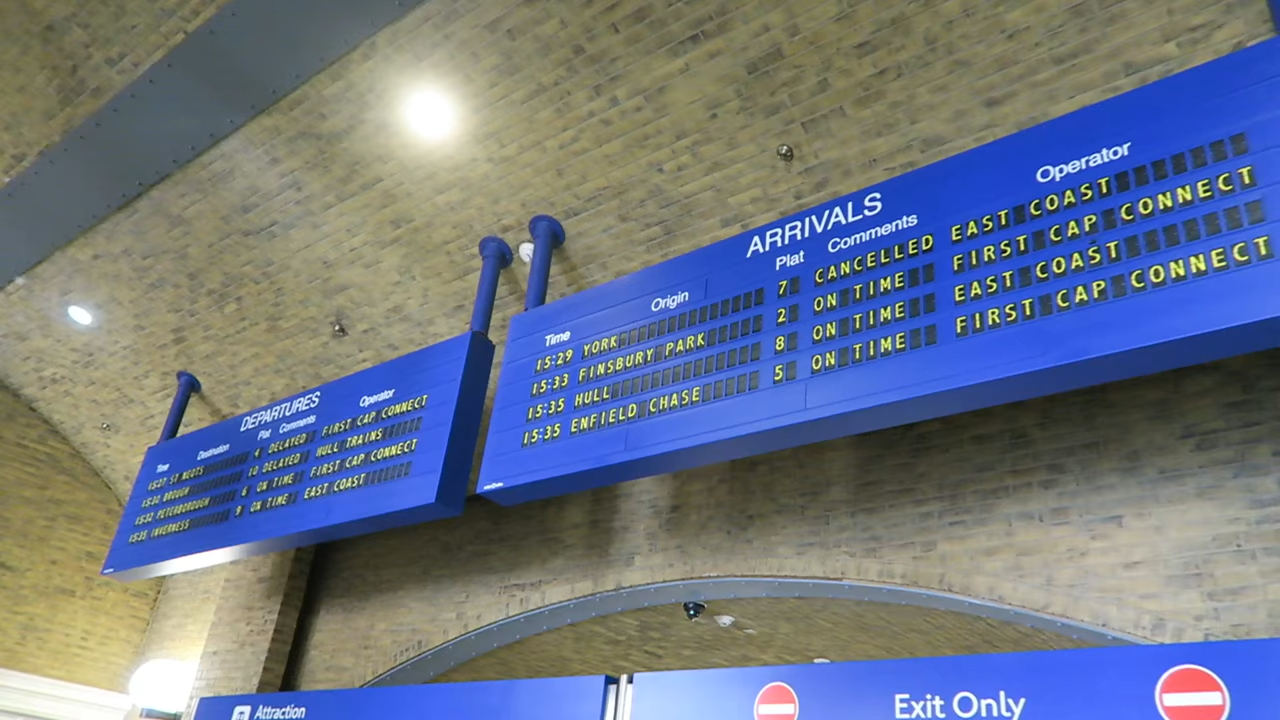 DEPARTURES
Time Destination Plat Comments Operator
15:27 ST NEOTS 4 DELAYED FIRST CAP CONNECT
15:30 BROUGH 10 DELAYED HULL TRAINS
15:32 PETERBOROUGH 6 ON TIME FIRST CAP CONNECT
15:35 INVERNESS 9 ON TIME EAST COAST
ARRIVALS
Time Origin Plat Comments Operator
15:29 YORK 7 CANCELLED EAST COAST
15:33 FINSBURY PARK 2 ON TIME FIRST CAP CONNECT
15:35 HULL 8 ON TIME EAST COAST
15:35 ENFIELD CHASE 5 ON TIME FIRST CAP CONNECT
Attraction
Exit Only